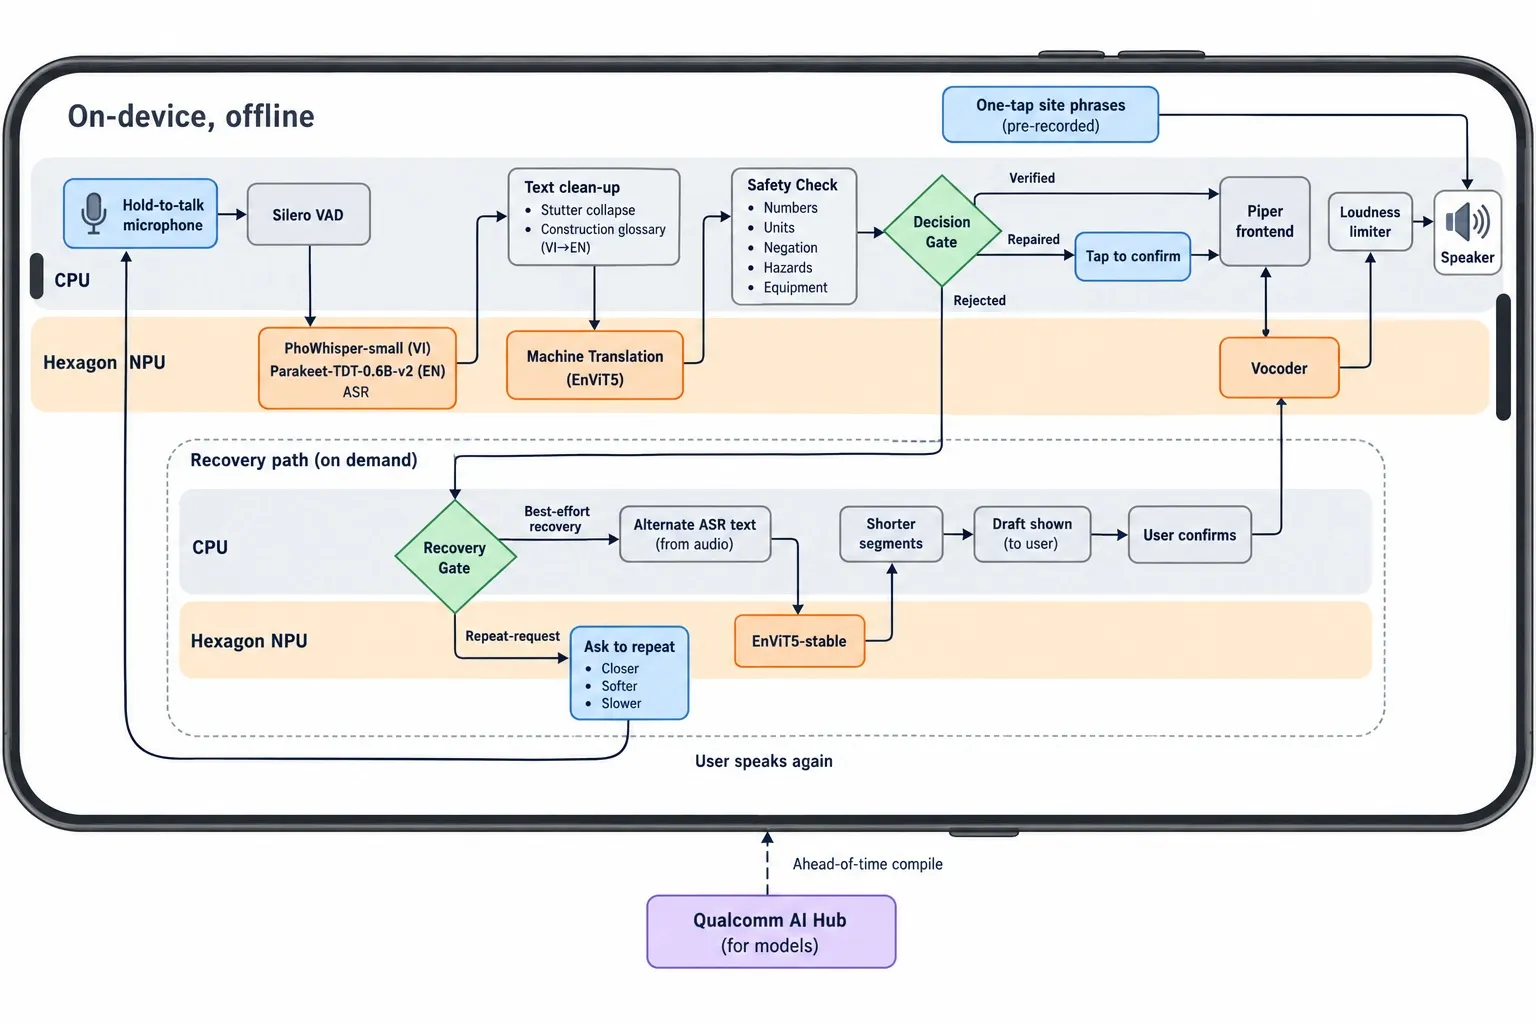 On-device, offline
One-tap site phrases
(pre-recorded)
CPU
Hold-to-talk
microphone
Silero VAD
Text clean-up
• Stutter collapse
• Construction glossary
(VI→EN)
Safety Check
• Numbers
• Units
• Negation
• Hazards
• Equipment
Decision
Gate
Verified
Repaired
Rejected
Tap to confirm
Piper
frontend
Loudness
limiter
Speaker
Hexagon NPU
PhoWhisper-small (VI)
Parakeet-TDT-0.6B-v2 (EN)
ASR
Machine Translation
(EnViT5)
Vocoder
Recovery path (on demand)
CPU
Recovery
Gate
Best-effort
recovery
Alternate ASR text
(from audio)
Shorter
segments
Draft shown
(to user)
User confirms
Hexagon NPU
Repeat-request
Ask to repeat
• Closer
• Softer
• Slower
EnViT5-stable
User speaks again
Ahead-of-time compile
Qualcomm AI Hub
(for models)